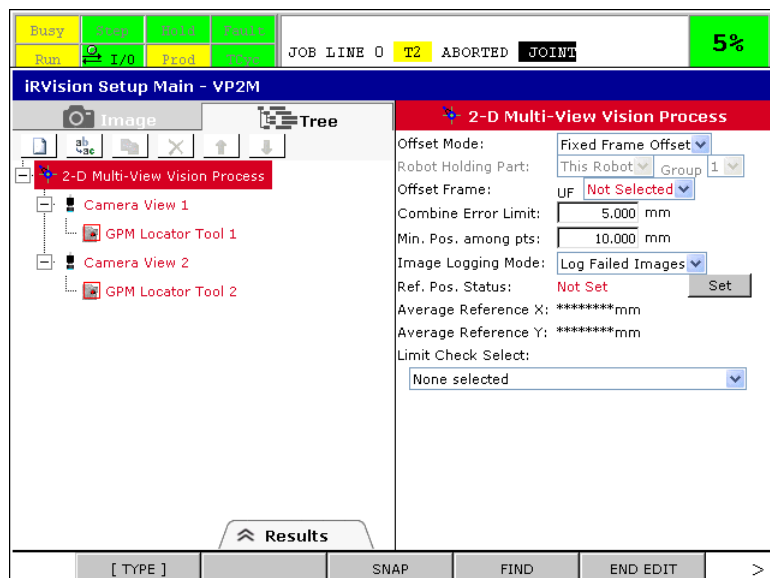 Busy Step Hold Fault
Run I/O Prod TCyc
JOB LINE 0 T2 ABORTED JOINT
5%
iRVision Setup Main - VP2M
Image
Tree
2-D Multi-View Vision Process
Camera View 1
GPM Locator Tool 1
Camera View 2
GPM Locator Tool 2
Results
2-D Multi-View Vision Process
Offset Mode: Fixed Frame Offset
Robot Holding Part: This Robot Group 1
Offset Frame: UF Not Selected
Combine Error Limit: 5.000 mm
Min. Pos. among pts: 10.000 mm
Image Logging Mode: Log Failed Images
Ref. Pos. Status: Not Set Set
Average Reference X: ********mm
Average Reference Y: ********mm
Limit Check Select:
None selected
[ TYPE ] SNAP FIND END EDIT >